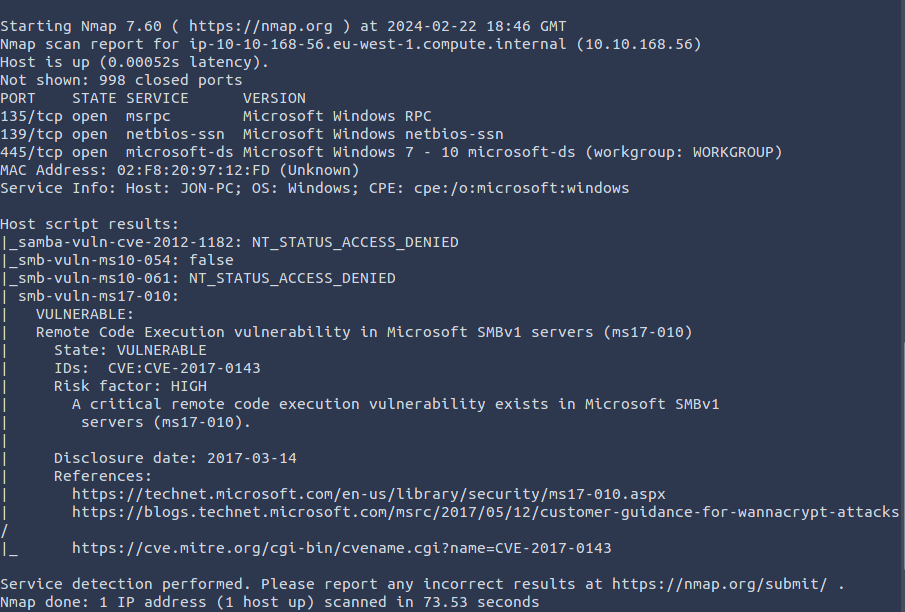 Starting Nmap 7.60 ( https://nmap.org ) at 2024-02-22 18:46 GMT
Nmap scan report for ip-10-10-168-56.eu-west-1.compute.internal (10.10.168.56)
Host is up (0.00052s latency).
Not shown: 998 closed ports
PORT    STATE SERVICE      VERSION
135/tcp open  msrpc        Microsoft Windows RPC
139/tcp open  netbios-ssn  Microsoft Windows netbios-ssn
445/tcp open  microsoft-ds Microsoft Windows 7 - 10 microsoft-ds (workgroup: WORKGROUP)
MAC Address: 02:F8:20:97:12:FD (Unknown)
Service Info: Host: JON-PC; OS: Windows; CPE: cpe:/o:microsoft:windows

Host script results:
|_samba-vuln-cve-2012-1182: NT_STATUS_ACCESS_DENIED
|_smb-vuln-ms10-054: false
|_smb-vuln-ms10-061: NT_STATUS_ACCESS_DENIED
| smb-vuln-ms17-010:
|   VULNERABLE:
|   Remote Code Execution vulnerability in Microsoft SMBv1 servers (ms17-010)
|     State: VULNERABLE
|     IDs:  CVE:CVE-2017-0143
|     Risk factor: HIGH
|       A critical remote code execution vulnerability exists in Microsoft SMBv1
|        servers (ms17-010).
|
|     Disclosure date: 2017-03-14
|     References:
|       https://technet.microsoft.com/en-us/library/security/ms17-010.aspx
|       https://blogs.technet.microsoft.com/msrc/2017/05/12/customer-guidance-for-wannacrypt-attacks
/
|_      https://cve.mitre.org/cgi-bin/cvename.cgi?name=CVE-2017-0143

Service detection performed. Please report any incorrect results at https://nmap.org/submit/ .
Nmap done: 1 IP address (1 host up) scanned in 73.53 seconds